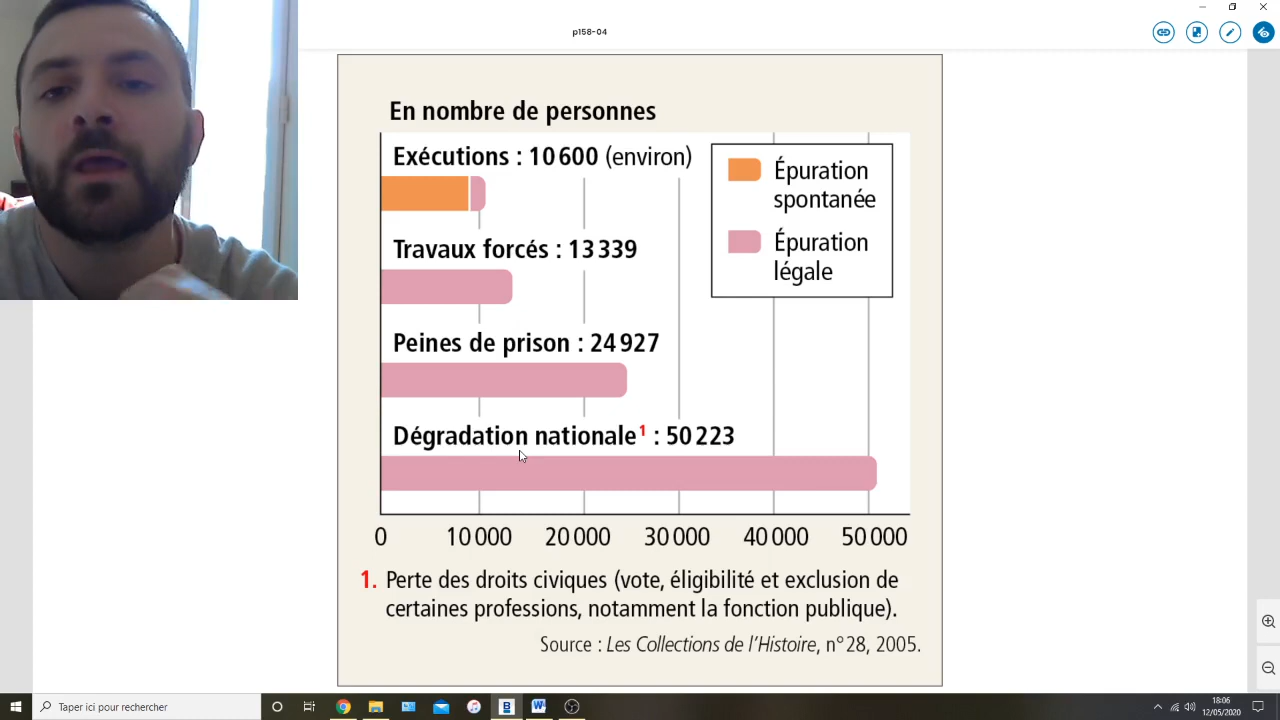 p158-04
En nombre de personnes
Exécutions : 10 600 (environ)
Épuration
spontanée
Épuration
légale
Travaux forcés : 13 339
Peines de prison : 24 927
Dégradation nationale¹ : 50 223
0 10 000 20 000 30 000 40 000 50 000
1. Perte des droits civiques (vote, éligibilité et exclusion de
certaines professions, notamment la fonction publique).
Source : Les Collections de l'Histoire, n° 28, 2005.
Taper ici pour rechercher
18:06
12/05/2020